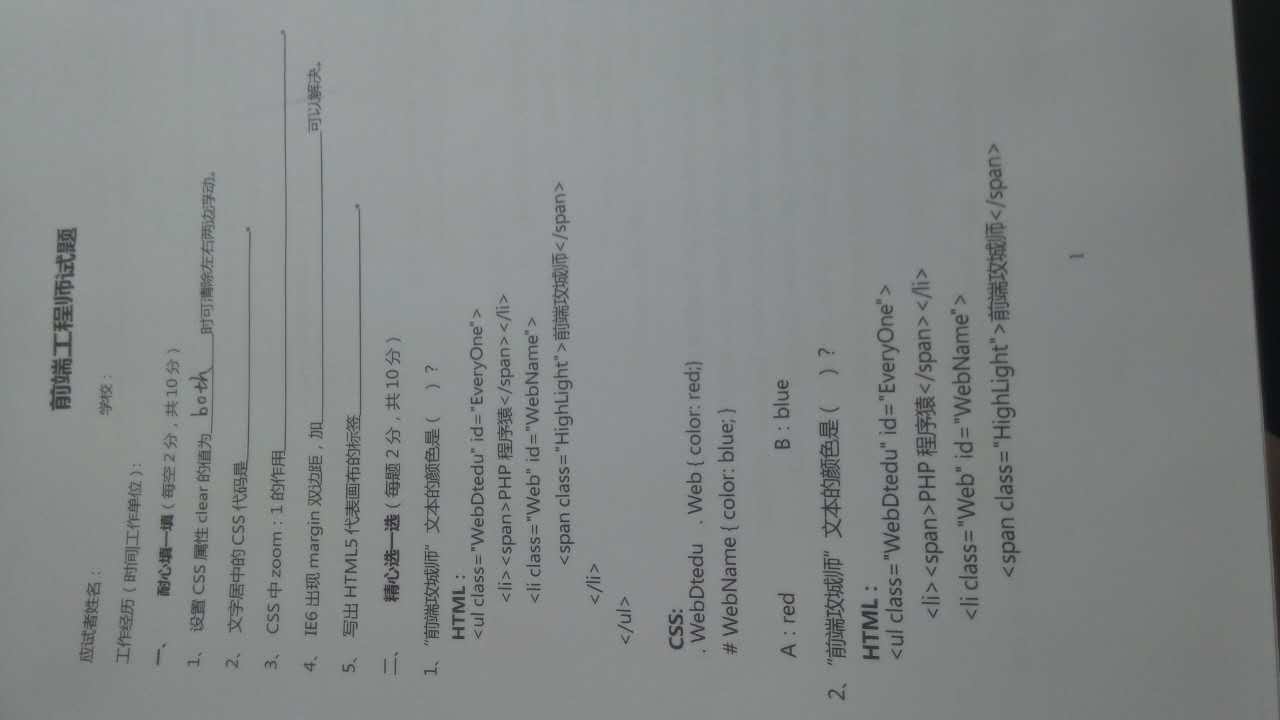 前端工程师试题
应试者姓名： 学校：
工作经历（时间|工作单位）：
一、 耐心填一填（每空 2 分，共 10 分）
1、 设置 CSS 属性 clear 的值为 both 时可清除左右两边浮动。
2、 文字居中的 CSS 代码是____________。
3、 CSS 中 zoom：1 的作用____________。
4、 IE6 出现 margin 双边距，加____________可以解决。
5、 写出 HTML5 代表画布的标签____________。
二、 精心选一选（每题 2 分，共 10 分）
1、 “前端攻城师” 文本的颜色是（ ）？
HTML：
<ul class="WebDtedu" id="EveryOne">
<li><span>PHP 程序猿</span></li>
<li class="Web" id="WebName">
<span class="HighLight">前端攻城师</span>
</li>
</ul>
CSS:
. WebDtedu . Web { color: red;}
# WebName { color: blue; }
A：red B：blue
2、 “前端攻城师” 文本的颜色是（ ）？
HTML：
<ul class="WebDtedu" id="EveryOne">
<li><span>PHP 程序猿</span></li>
<li class="Web" id="WebName">
<span class="HighLight">前端攻城师</span>
1